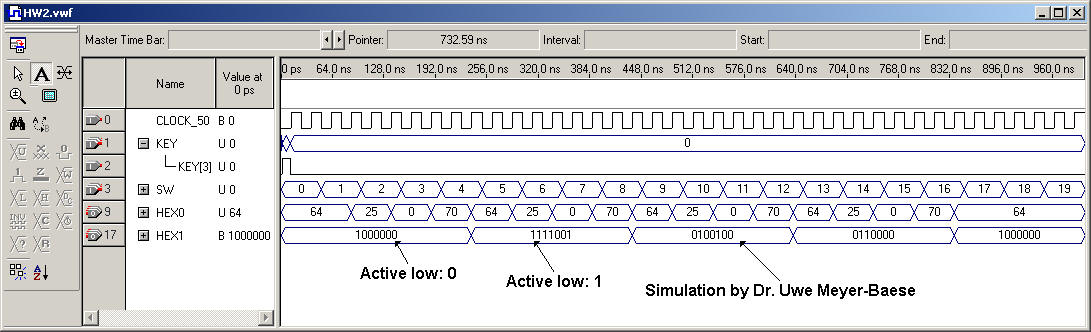 HW2.vwf
Master Time Bar: Pointer: 732.59 ns Interval: Start: End:
Name Value at 0 ps
0 ps 64.0 ns 128.0 ns 192.0 ns 256.0 ns 320.0 ns 384.0 ns 448.0 ns 512.0 ns 576.0 ns 640.0 ns 704.0 ns 768.0 ns 832.0 ns 896.0 ns 960.0 ns
0 CLOCK_50 B 0
1 KEY U 0 0
2 KEY[3] U 0
3 SW U 0 0 1 2 3 4 5 6 7 8 9 10 11 12 13 14 15 16 17 18 19
9 HEX0 U 64 64 25 0 70 64 25 0 70 64 25 0 70 64 25 0 70 64
17 HEX1 B 1000000 1000000 1111001 0100100 0110000 1000000
Active low: 0
Active low: 1
Simulation by Dr. Uwe Meyer-Baese